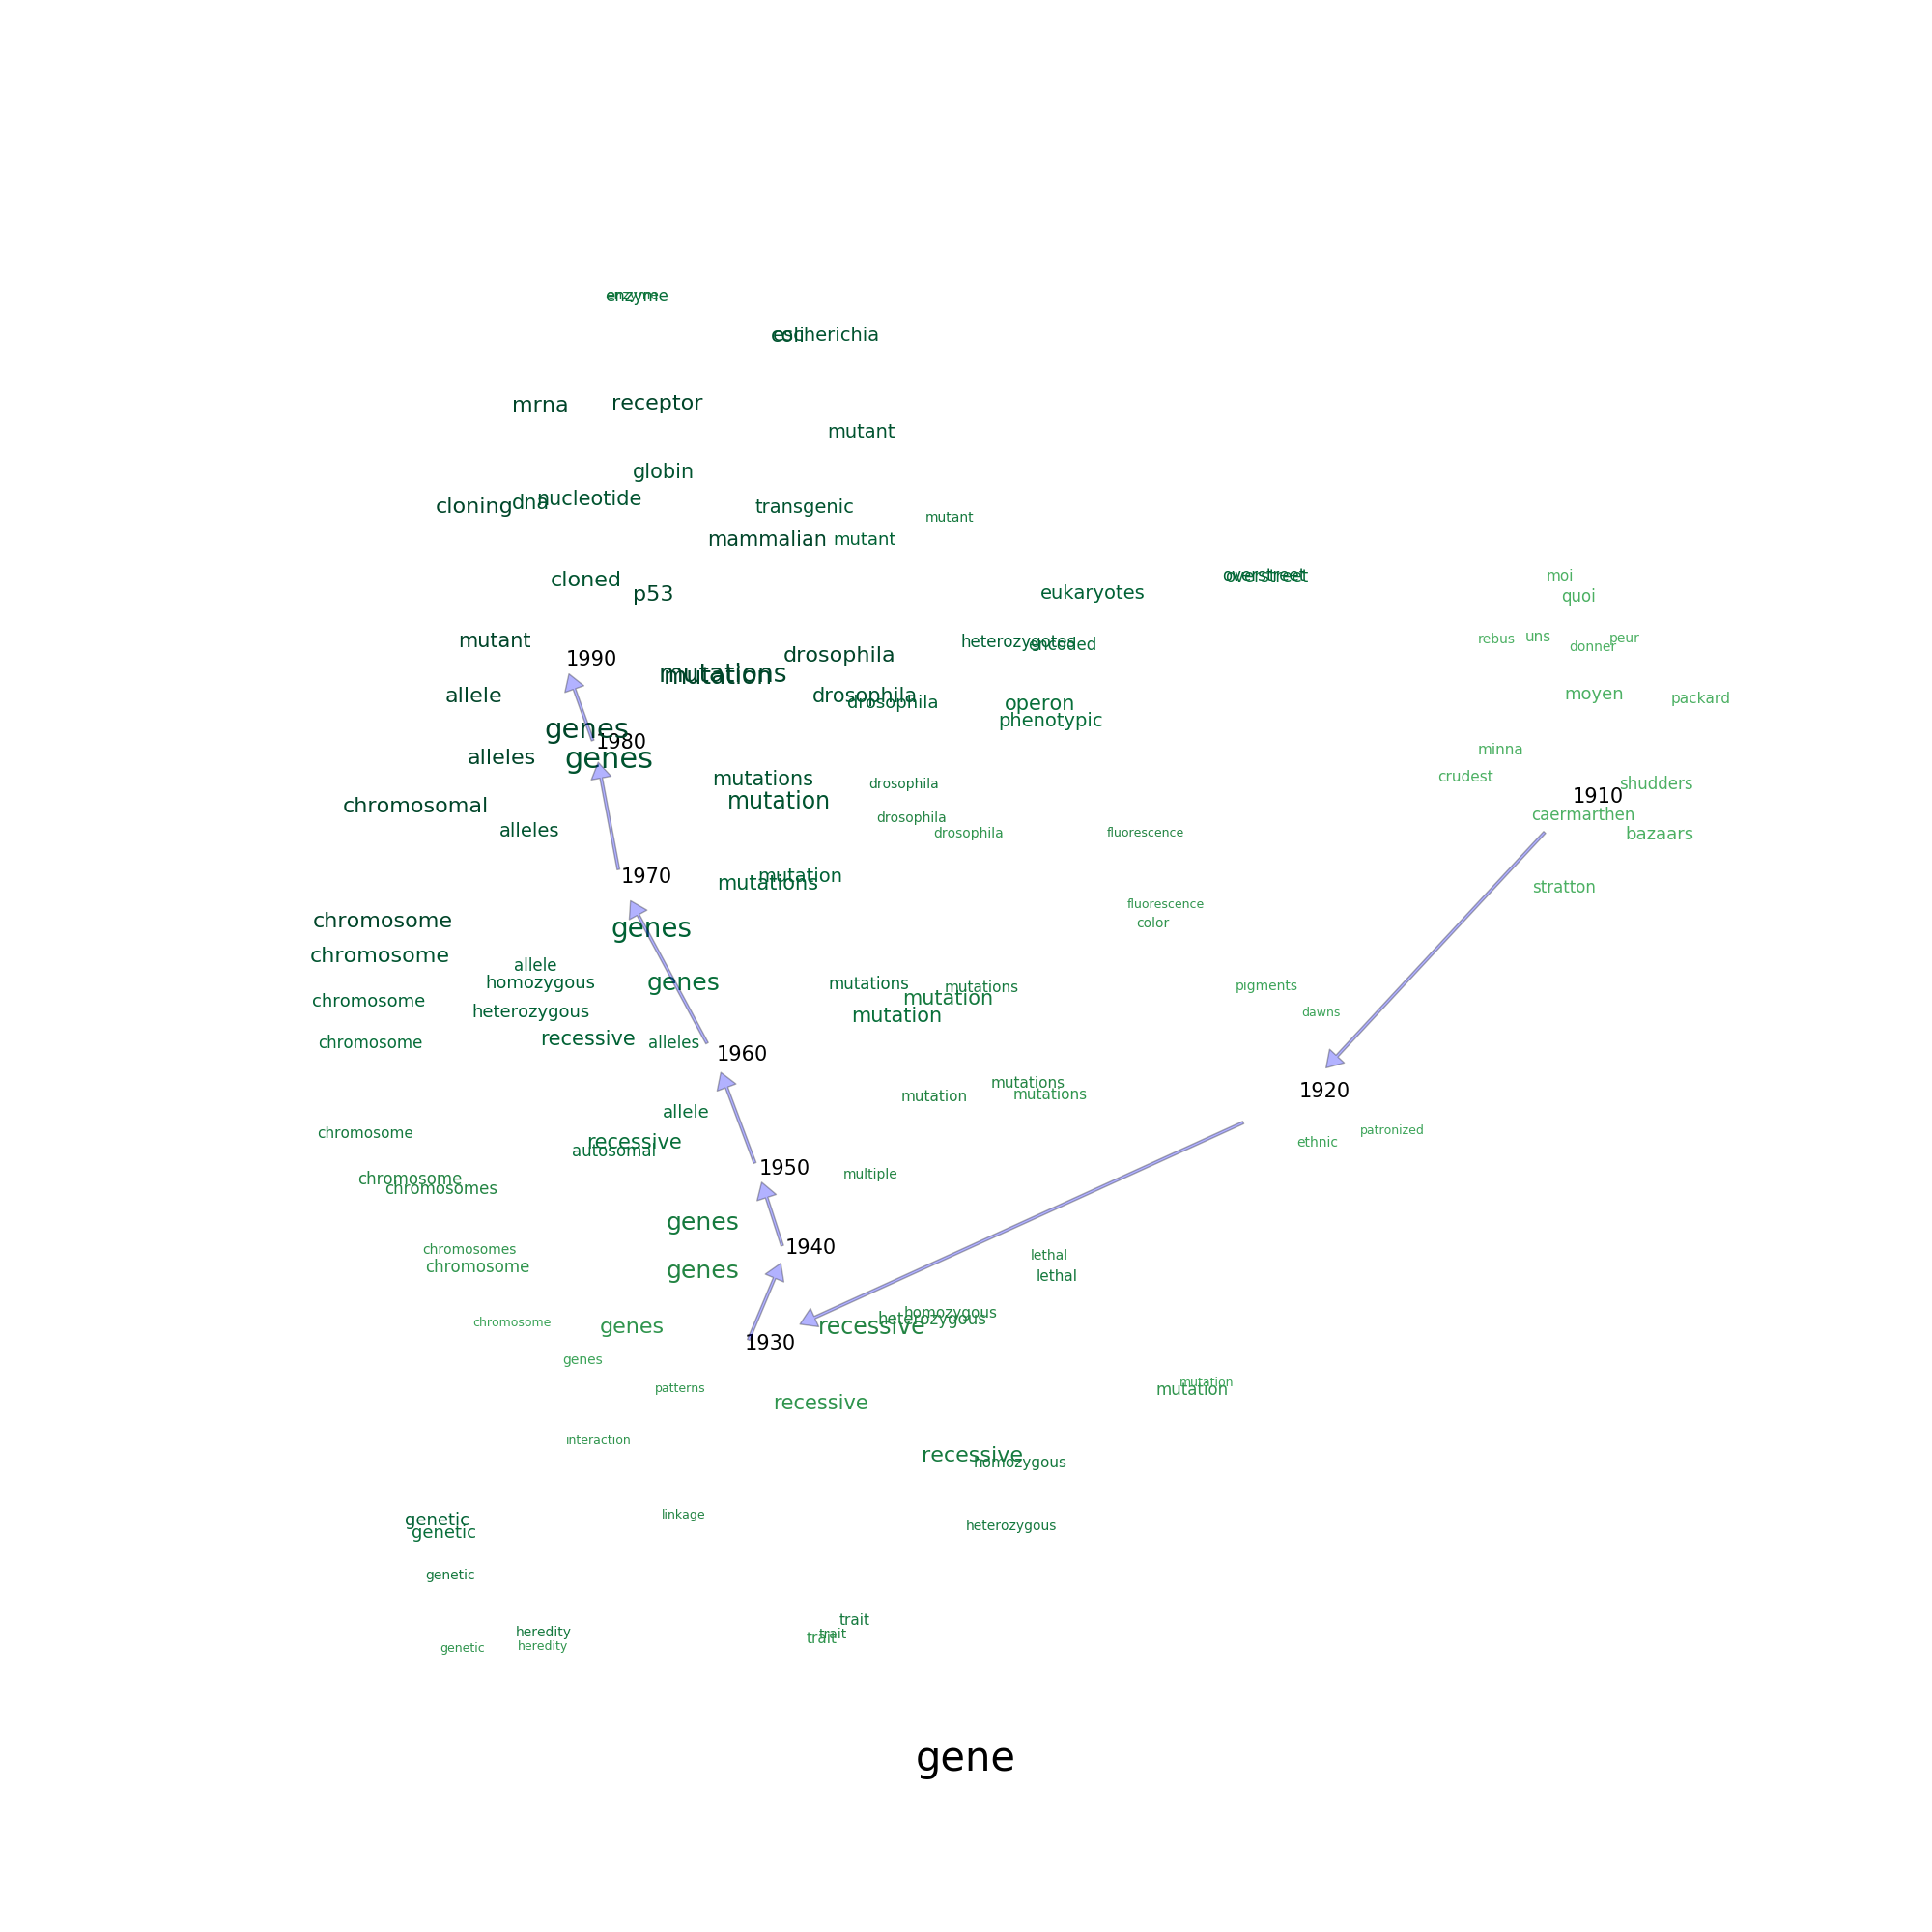 enzyme
enzyme
coli
escherichia
mrna
receptor
mutant
globin
cloning
dna
nucleotide
transgenic
mutant
mammalian
mutant
cloned
p53
eukaryotes
overstreet
overstreet
moi
quoi
mutant
1990
drosophila
heterozygotes
encoded
rebus
uns
peur
donner
mutations
mutation
allele
drosophila
drosophila
operon
phenotypic
moyen
packard
genes
1980
genes
alleles
minna
crudest
shudders
mutations
mutation
drosophila
1910
chromosomal
drosophila
caermarthen
alleles
drosophila
fluorescence
bazaars
1970
mutations
mutation
stratton
chromosome
genes
fluorescence
color
chromosome
allele
homozygous
genes
mutations
mutations
pigments
chromosome
heterozygous
mutation
mutation
dawns
chromosome
recessive
alleles
1960
mutations
mutation
mutations
1920
allele
chromosome
recessive
autosomal
ethnic
patronized
chromosome
chromosomes
1950
multiple
genes
chromosomes
chromosome
1940
genes
lethal
lethal
chromosome
genes
1930
recessive
homozygous
heterozygous
genes
patterns
recessive
mutation
mutation
interaction
recessive
homozygous
genetic
genetic
linkage
heterozygous
genetic
heredity
heredity
genetic
trait
trait
trait
gene